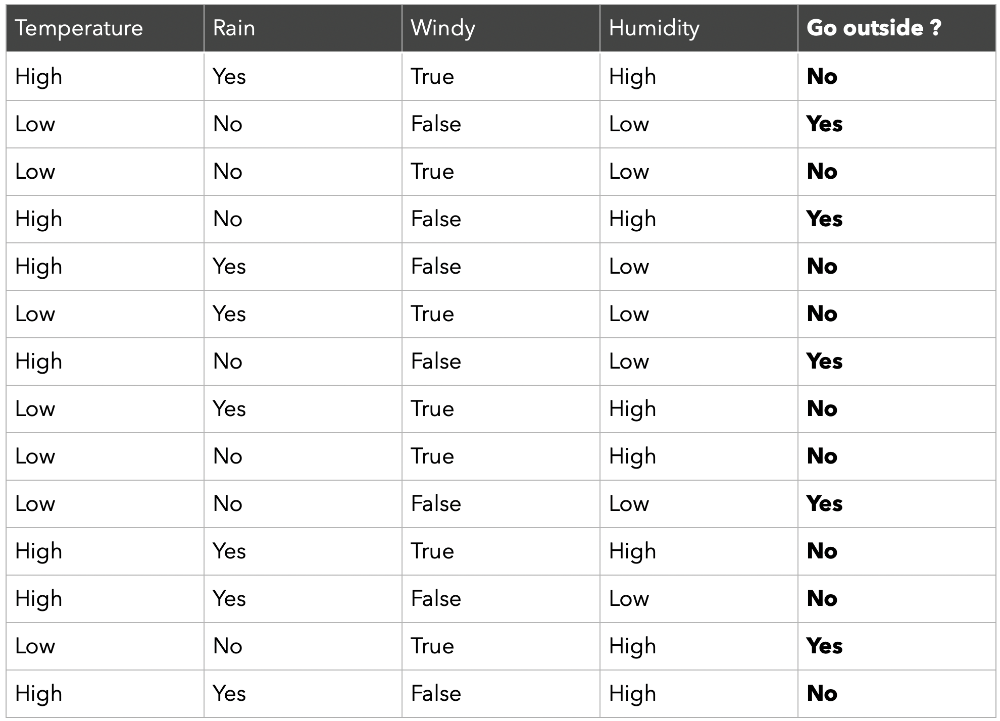 Temperature Rain Windy Humidity Go outside ?
High Yes True High No
Low No False Low Yes
Low No True Low No
High No False High Yes
High Yes False Low No
Low Yes True Low No
High No False Low Yes
Low Yes True High No
Low No True High No
Low No False Low Yes
High Yes True High No
High Yes False Low No
Low No True High Yes
High Yes False High No